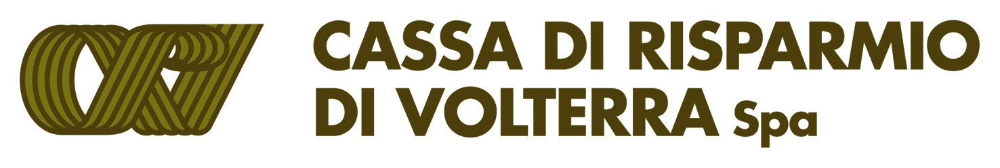 CASSA DI RISPARMIO
DI VOLTERRA Spa